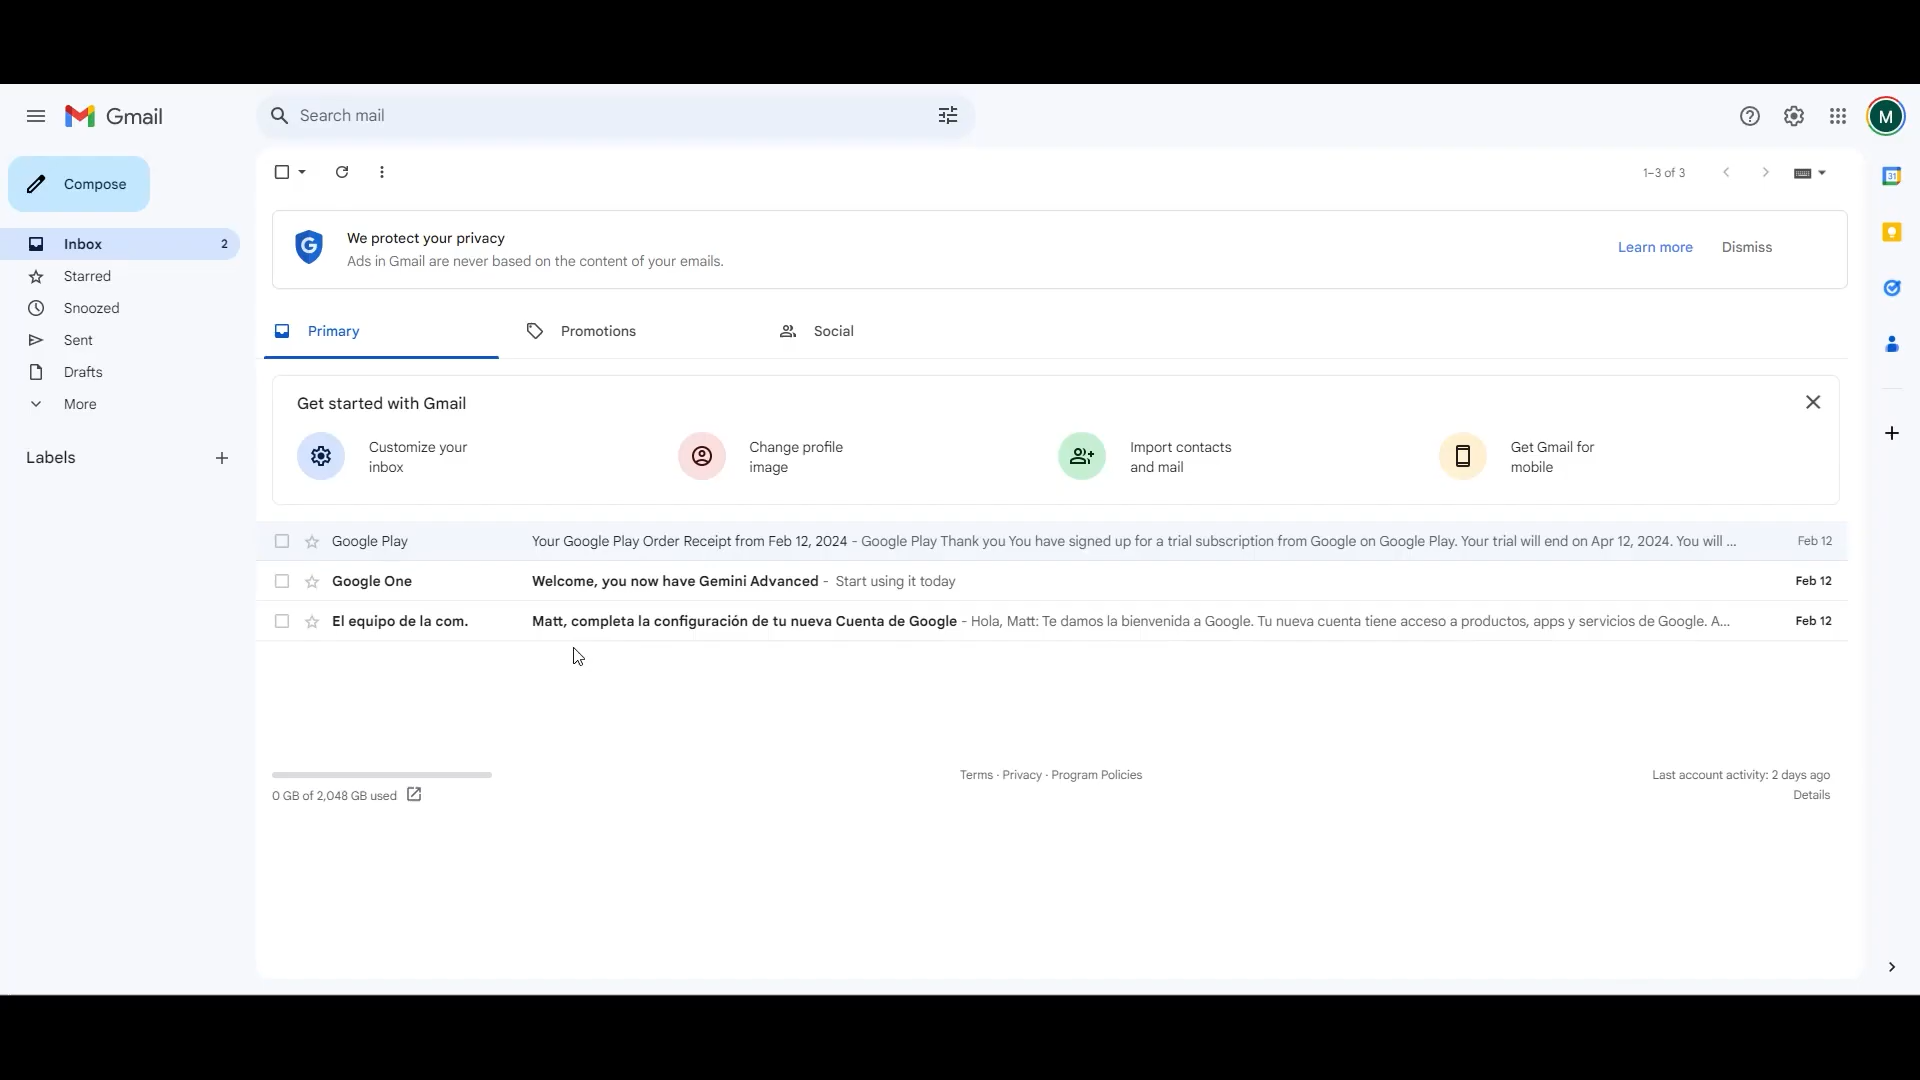 Gmail
Search mail
M
Compose
1–3 of 3
31
We protect your privacy
Ads in Gmail are never based on the content of your emails.
Learn more
Dismiss
Inbox
2
Starred
Snoozed
Sent
Drafts
More
Labels
Primary
Promotions
Social
Get started with Gmail
Customize your
inbox
Change profile
image
Import contacts
and mail
Get Gmail for
mobile
Google Play Your Google Play Order Receipt from Feb 12, 2024 - Google Play Thank you You have signed up for a trial subscription from Google on Google Play. Your trial will end on Apr 12, 2024. You will ... Feb 12
Google One Welcome, you now have Gemini Advanced - Start using it today Feb 12
El equipo de la com. Matt, completa la configuración de tu nueva Cuenta de Google - Hola, Matt: Te damos la bienvenida a Google. Tu nueva cuenta tiene acceso a productos, apps y servicios de Google. A... Feb 12
0 GB of 2,048 GB used
Terms · Privacy · Program Policies
Last account activity: 2 days ago
Details